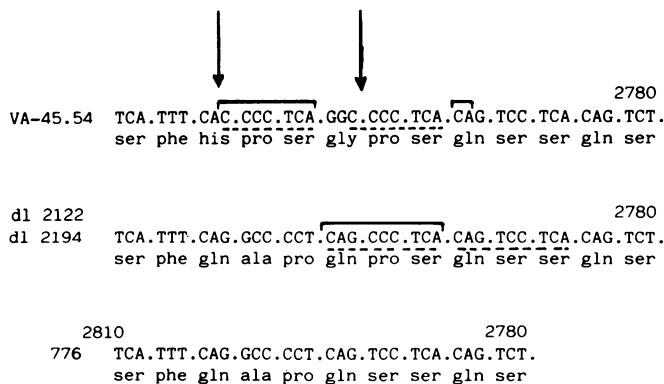 2780
VA-45.54 TCA.TTT.CAC.CCC.TCA.GGC.CCC.TCA.CAG.TCC.TCA.CAG.TCT.
ser phe his pro ser gly pro ser gln ser ser gln ser
dl 2122 2780
dl 2194 TCA.TTT.CAG.GCC.CCT.CAG.CCC.TCA.CAG.TCC.TCA.CAG.TCT.
ser phe gln ala pro gln pro ser gln ser ser gln ser
2810 2780
776 TCA.TTT.CAG.GCC.CCT.CAG.TCC.TCA.CAG.TCT.
ser phe gln ala pro gln ser ser gln ser